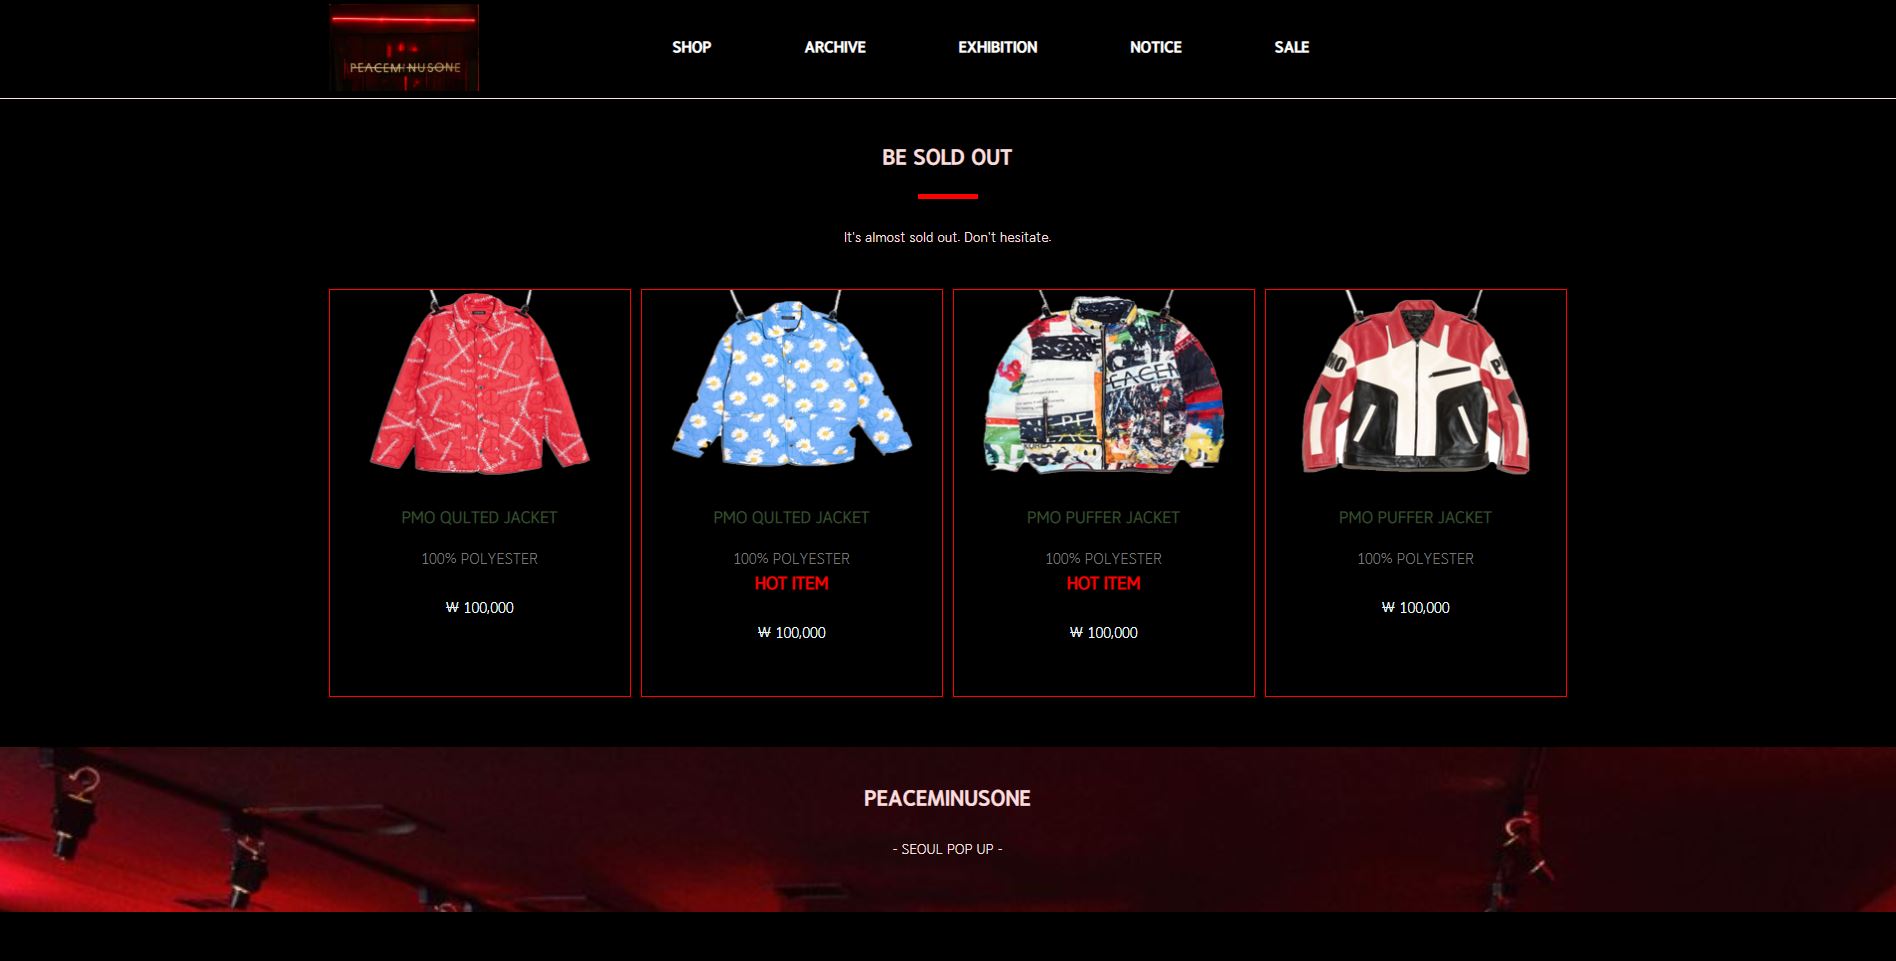 PEACEMINUSONE
SHOP
ARCHIVE
EXHIBITION
NOTICE
SALE
BE SOLD OUT
It's almost sold out. Don't hesitate.
PMO
PMO
PMO QULTED JACKET
100% POLYESTER
₩ 100,000
PMO QULTED JACKET
100% POLYESTER
HOT ITEM
₩ 100,000
PMO PUFFER JACKET
100% POLYESTER
HOT ITEM
₩ 100,000
PMO PUFFER JACKET
100% POLYESTER
₩ 100,000
PEACEMINUSONE
- SEOUL POP UP -